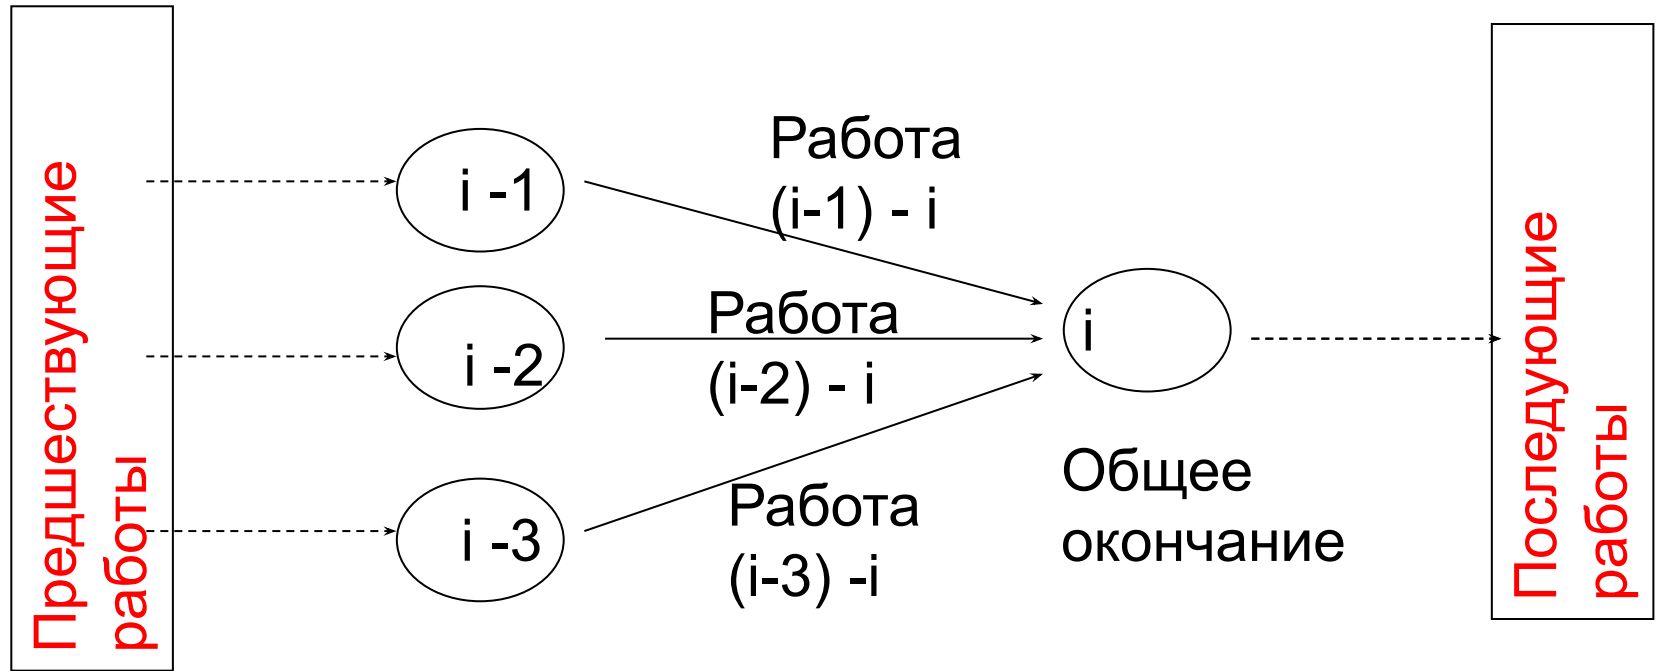 Предшествующие
работы
i -1
i -2
i -3
Работа
(i-1) - i
Работа
(i-2) - i
Работа
(i-3) -i
i
Общее
окончание
Последующие
работы